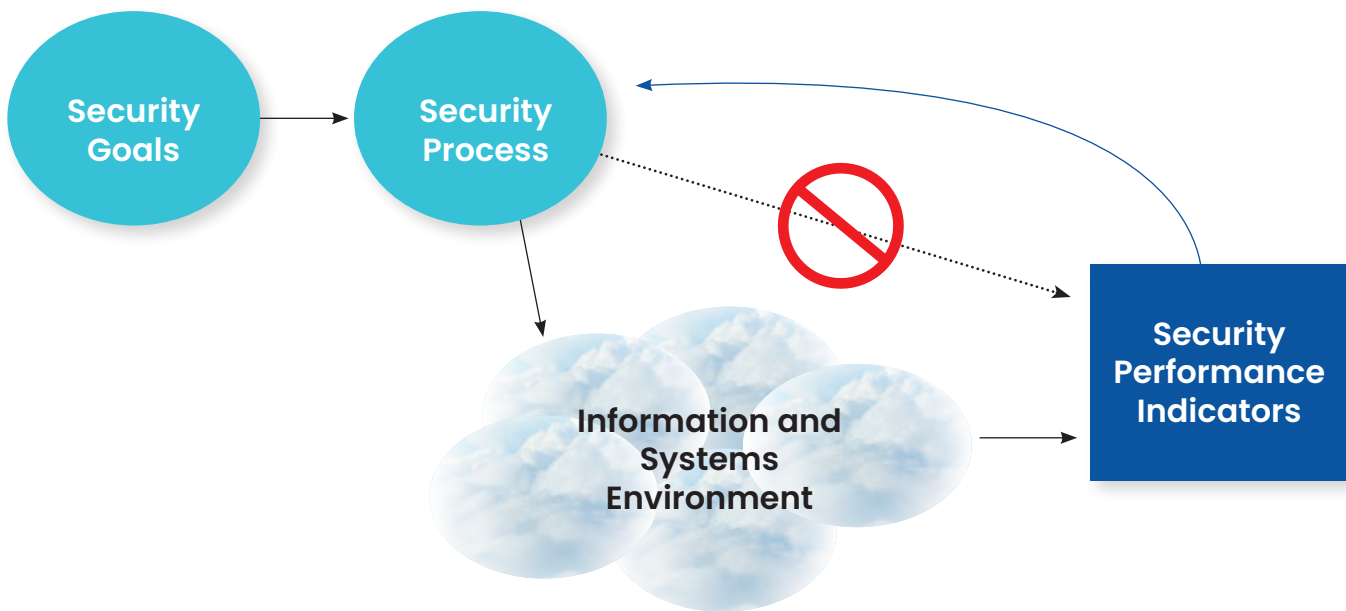 Security
Goals
Security
Process
Information and
Systems
Environment
Security
Performance
Indicators